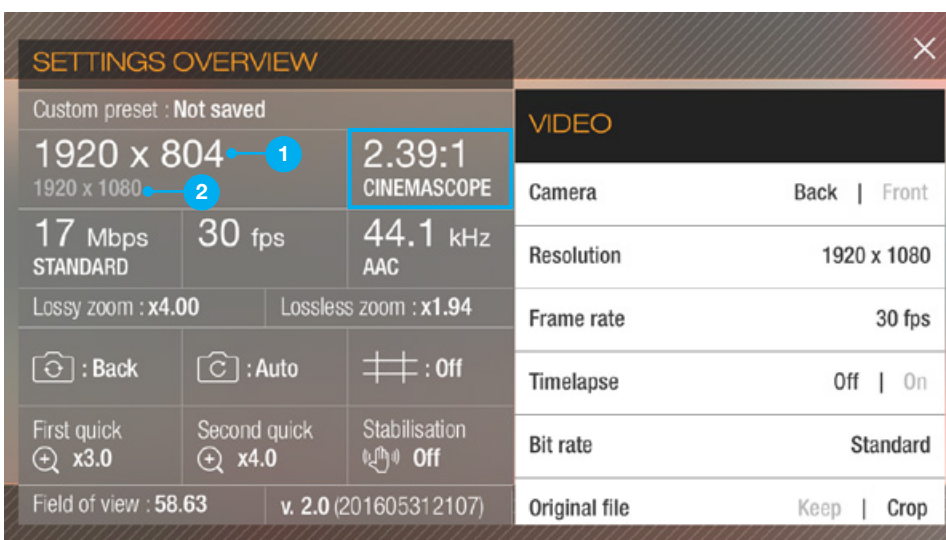 SETTINGS OVERVIEW
Custom preset : Not saved
1920 x 804
1
2.39:1
1920 x 1080
2
CINEMASCOPE
17 Mbps
30 fps
44.1 kHz
STANDARD
AAC
Lossy zoom : x4.00
Lossless zoom : x1.94
: Back
: Auto
: Off
First quick
Second quick
Stabilisation
x3.0
x4.0
Off
Field of view : 58.63
v. 2.0 (201605312107)
VIDEO
Camera
Back | Front
Resolution
1920 x 1080
Frame rate
30 fps
Timelapse
Off | On
Bit rate
Standard
Original file
Keep | Crop